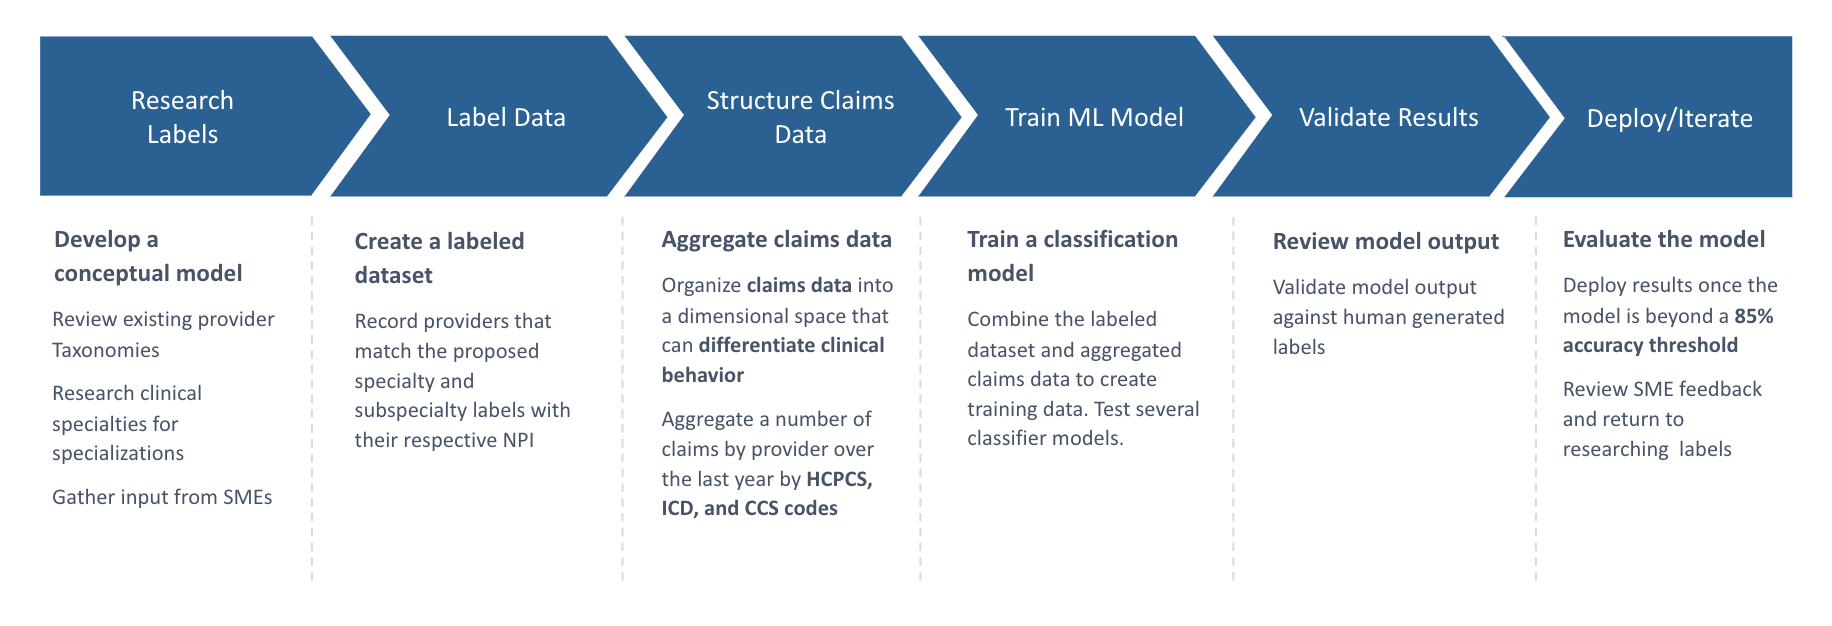 Research
Labels
Label Data
Structure Claims
Data
Train ML Model
Validate Results
Deploy/Iterate
Develop a
conceptual model
Review existing provider
Taxonomies
Research clinical
specialties for
specializations
Gather input from SMEs
Create a labeled
dataset
Record providers that
match the proposed
specialty and
subspecialty labels with
their respective NPI
Aggregate claims data
Organize claims data into
a dimensional space that
can differentiate clinical
behavior
Aggregate a number of
claims by provider over
the last year by HCPCS,
ICD, and CCS codes
Train a classification
model
Combine the labeled
dataset and aggregated
claims data to create
training data. Test several
classifier models.
Review model output
Validate model output
against human generated
labels
Evaluate the model
Deploy results once the
model is beyond a 85%
accuracy threshold
Review SME feedback
and return to
researching  labels